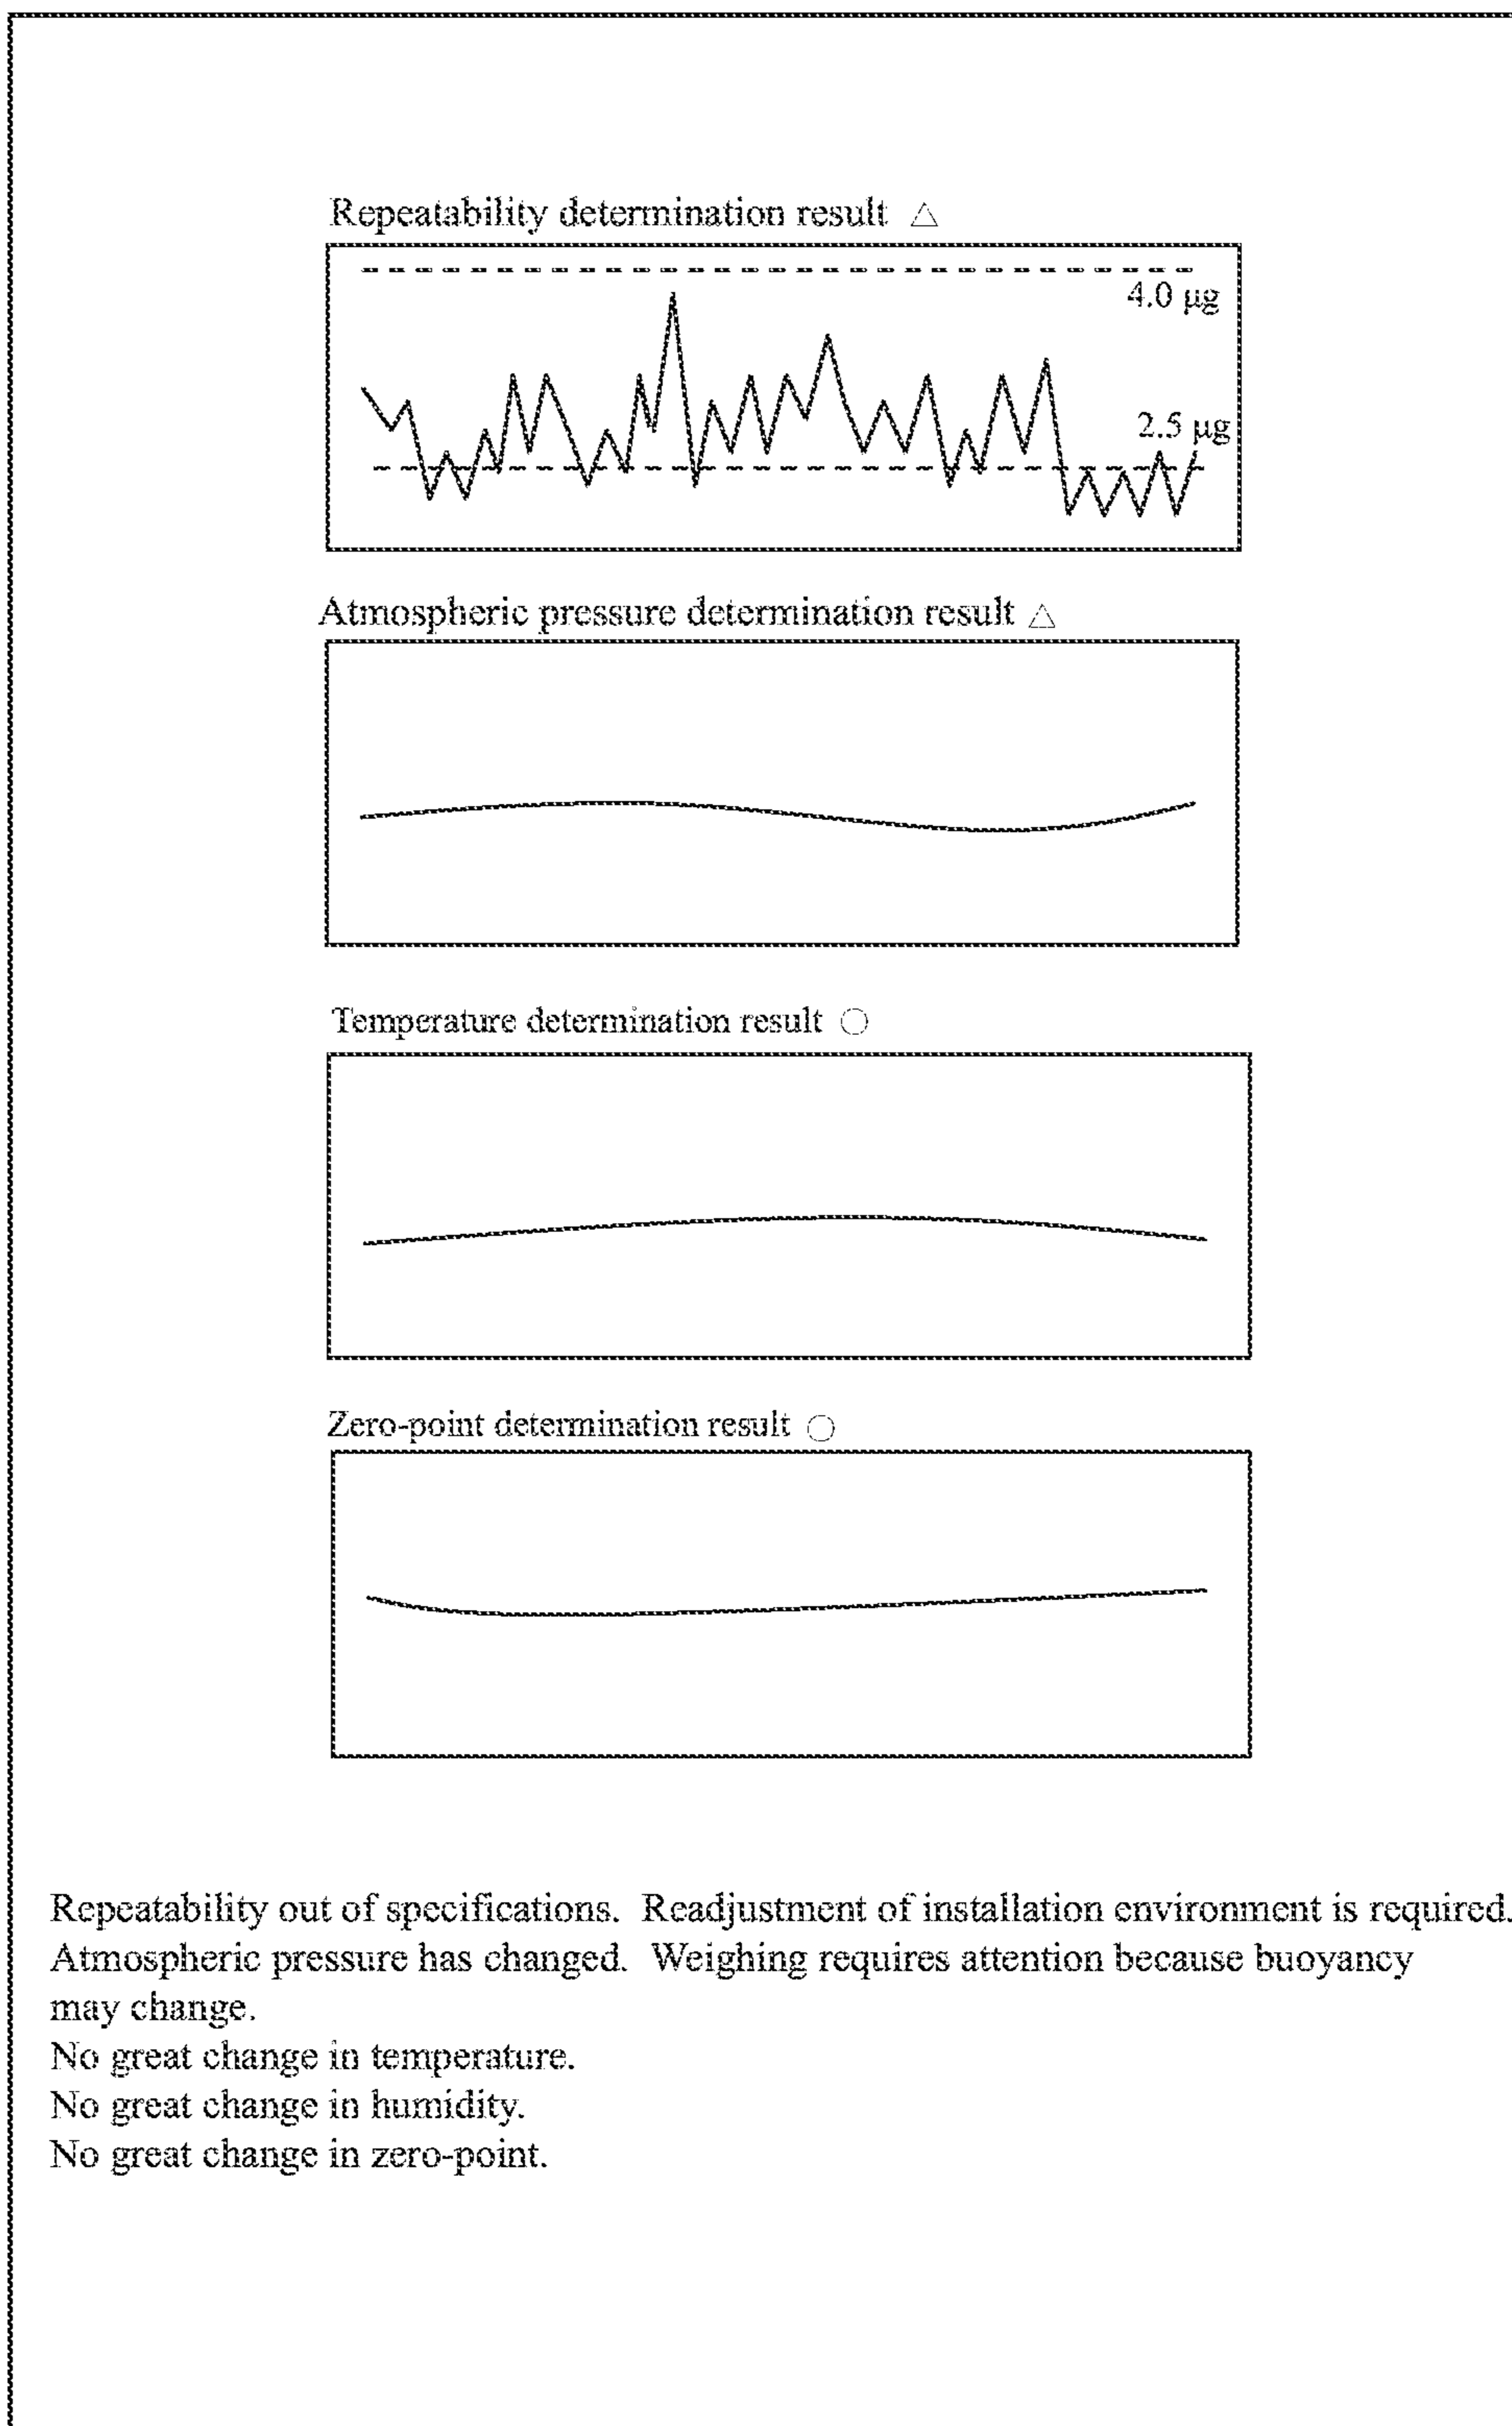 Repeatability determination result △
4.0 µg
2.5 µg
Atmospheric pressure determination result △
Temperature determination result ○
Zero-point determination result ○
Repeatability out of specifications. Readjustment of installation environment is required.
Atmospheric pressure has changed. Weighing requires attention because buoyancy
may change.
No great change in temperature.
No great change in humidity.
No great change in zero-point.